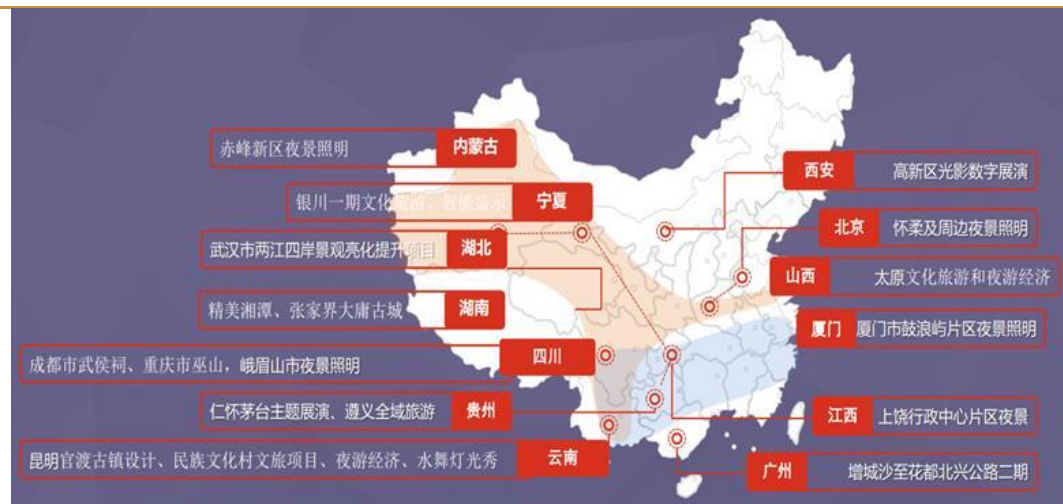 赤峰新区夜景照明 内蒙古
银川一期文化旅游、智能显示 宁夏
武汉市两江四岸景观亮化提升项目 湖北
精美湘潭、张家界大庸古城 湖南
成都市武侯祠、重庆市巫山,峨眉山市夜景照明 四川
仁怀茅台主题展演、遵义全域旅游 贵州
昆明官渡古镇设计、民族文化村文旅项目、夜游经济、水舞灯光秀 云南
西安 高新区光影数字展演
北京 怀柔及周边夜景照明
山西 太原文化旅游和夜游经济
厦门 厦门市鼓浪屿片区夜景照明
江西 上饶行政中心片区夜景
广州 增城沙至花都北兴公路二期